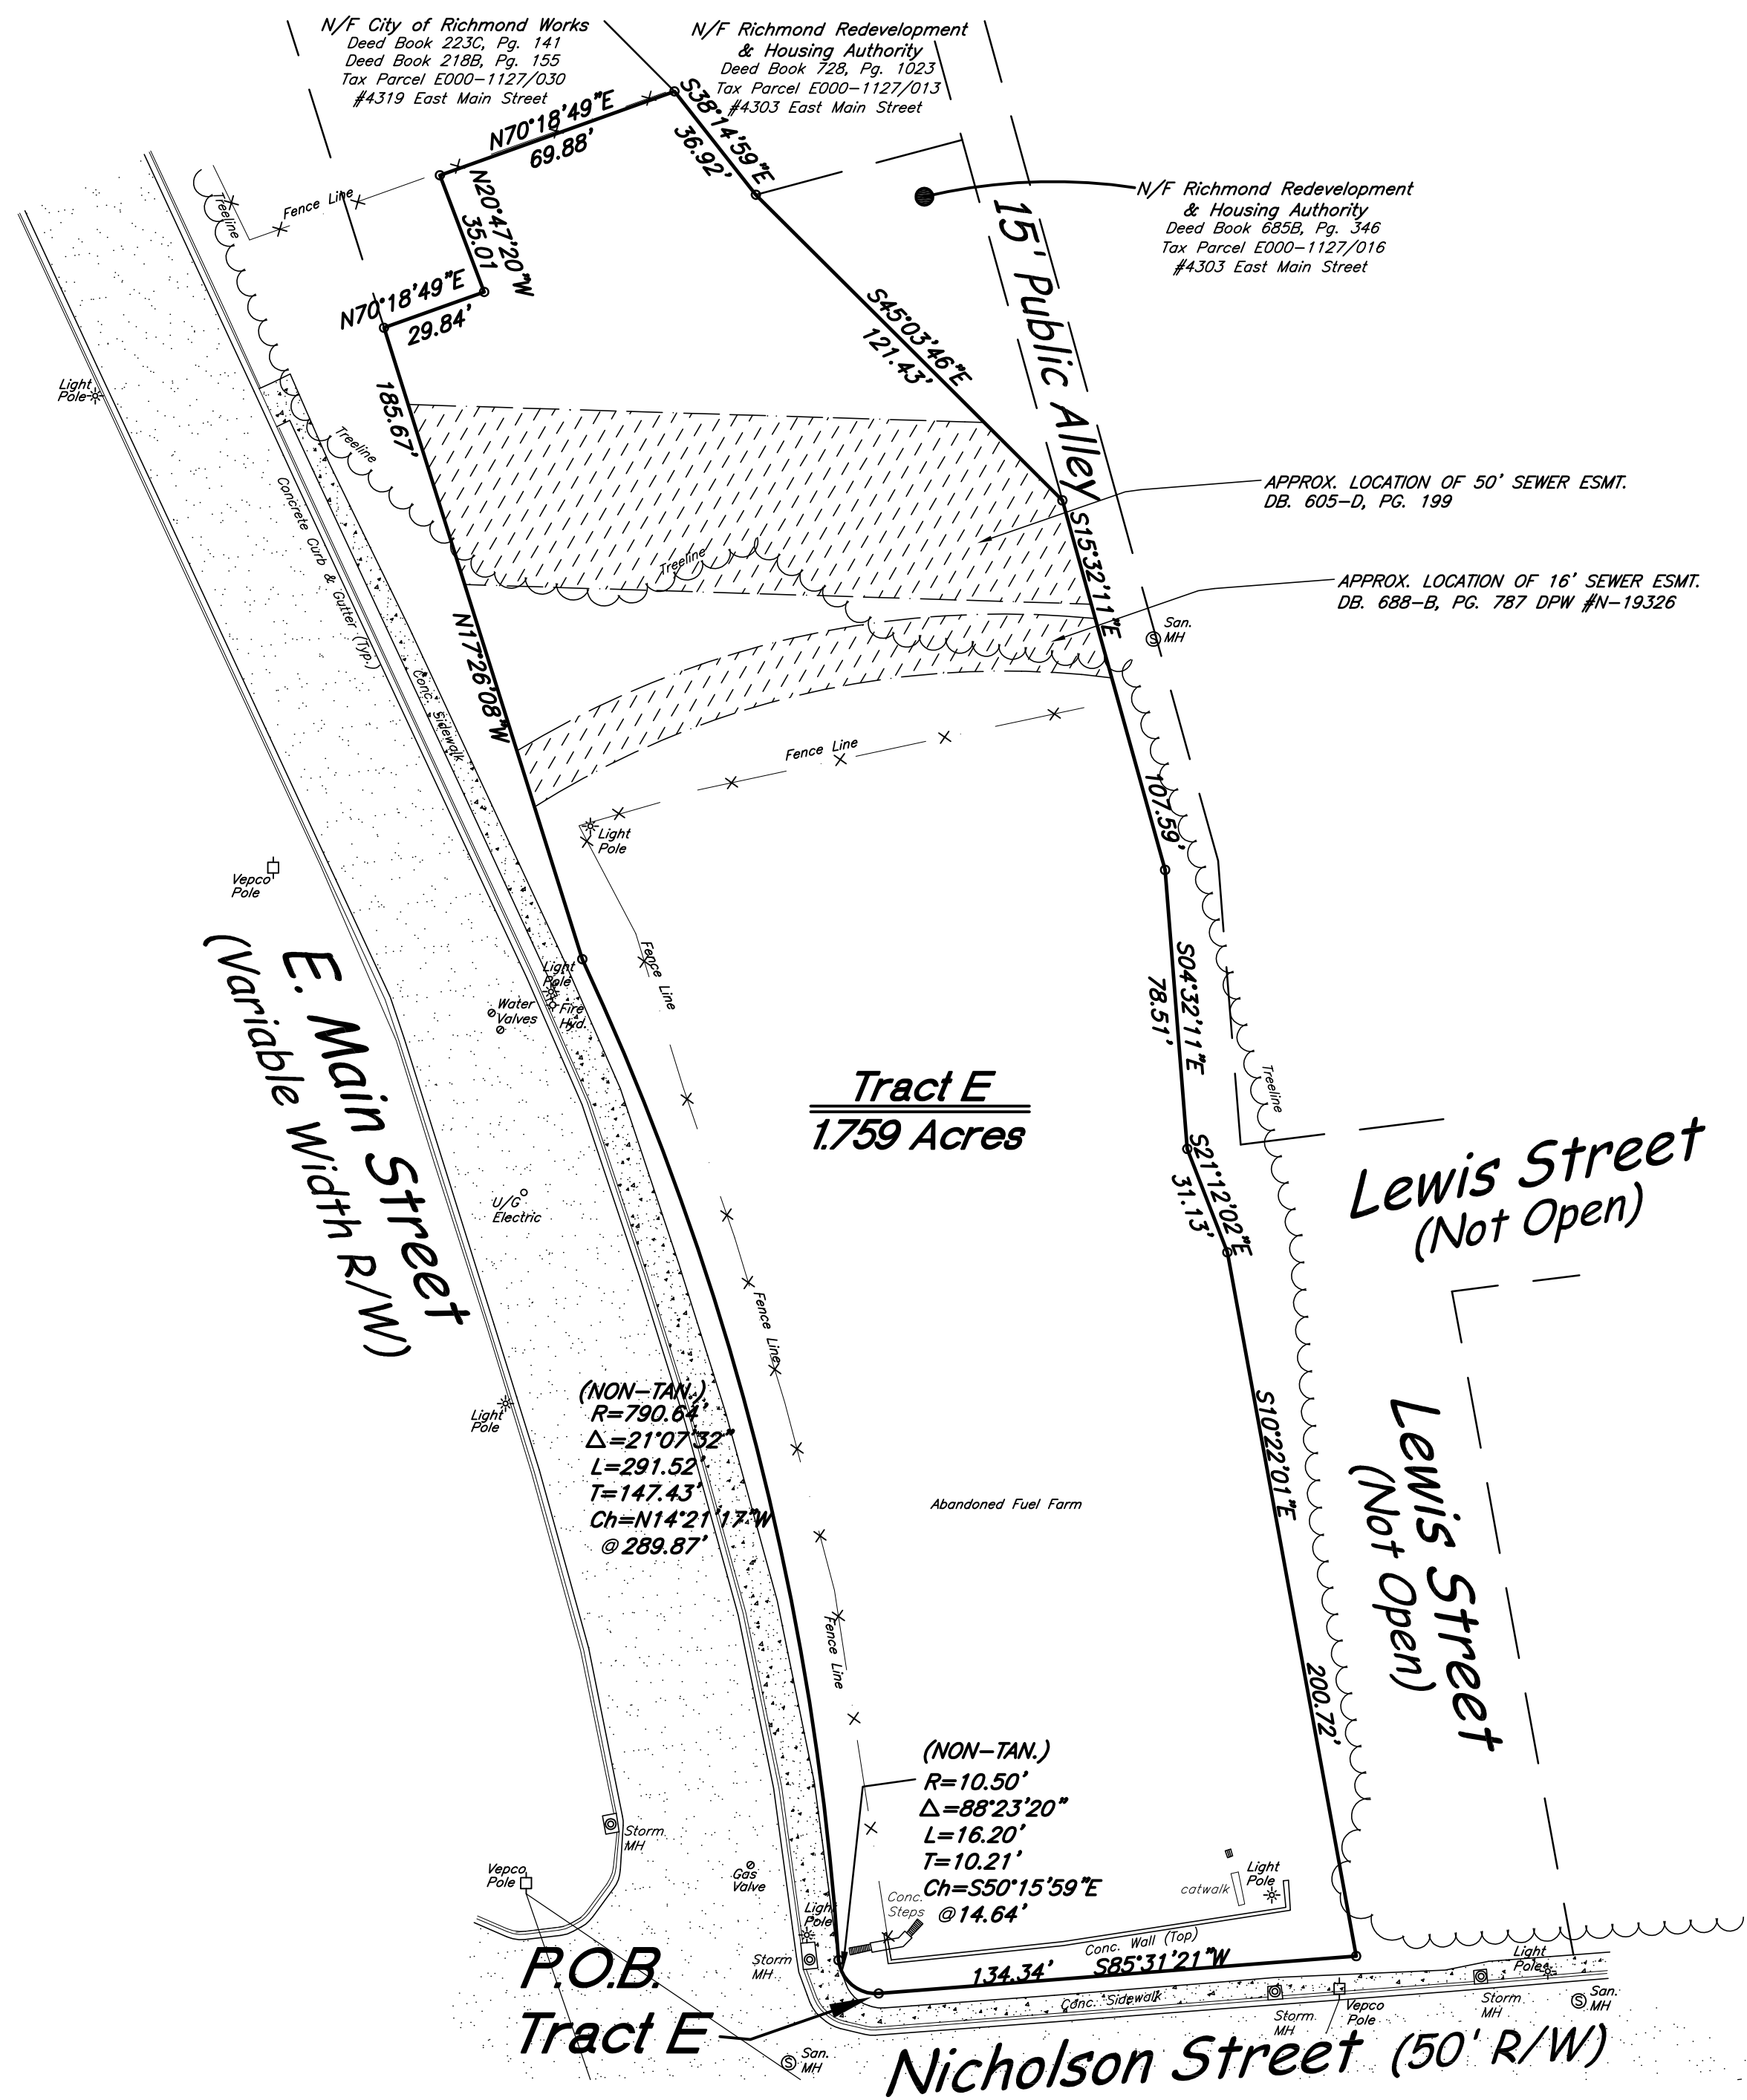 N/F City of Richmond Works
Deed Book 223C, Pg. 141
Deed Book 218B, Pg. 155
Tax Parcel E000-1127/030
#4319 East Main Street
N/F Richmond Redevelopment
& Housing Authority
Deed Book 728, Pg. 1023
Tax Parcel E000-1127/013
#4303 East Main Street
N70°18'49"E
69.88'
S38°14'59"E
36.92'
N/F Richmond Redevelopment
& Housing Authority
Deed Book 685B, Pg. 346
Tax Parcel E000-1127/016
#4303 East Main Street
Treeline
Fence Line
N20°47'20"W
35.01
N70°18'49"E
29.84'
15' Public Alley
S45°03'46"E
121.43'
Light
Pole
185.67'
Treeline
Concrete Curb & Gutter (Typ.)
APPROX. LOCATION OF 50' SEWER ESMT.
DB. 605-D, PG. 199
Treeline
S15°32'11"E
APPROX. LOCATION OF 16' SEWER ESMT.
DB. 688-B, PG. 787 DPW #N-19326
San.
MH
N17°26'08"W
Conc. Sidewalk
Fence Line
107.59'
Light
Pole
Vepco
Pole
Fence Line
Light
Pole
Fire
Hyd.
Water
Valves
S04°32'11"E
78.51'
E. Main Street
(Variable Width R/W)
Tract E
1.759 Acres
Treeline
Lewis Street
(Not Open)
S21°12'02"E
31.13'
U/G
Electric
Fence Line
(NON-TAN.)
R=790.64'
Δ=21°07'32"
L=291.52'
T=147.43'
Ch=N14°21'17"W
@ 289.87'
Light
Pole
S10°22'01"E
Abandoned Fuel Farm
Lewis Street
(Not Open)
Fence Line
200.72'
(NON-TAN.)
R=10.50'
Δ=88°23'20"
L=16.20'
T=10.21'
Ch=S50°15'59"E
@14.64'
Storm
MH
Vepco
Pole
Gas
Valve
Conc.
Steps
catwalk
Light
Pole
Light
Pole
Storm
MH
Conc. Wall (Top)
134.34'
S85°31'21"W
Light
Poles
P.O.B.
Tract E
Conc. Sidewalk
Storm
MH
Vepco
Pole
Storm
MH
San.
MH
San.
MH
Nicholson Street (50' R/W)